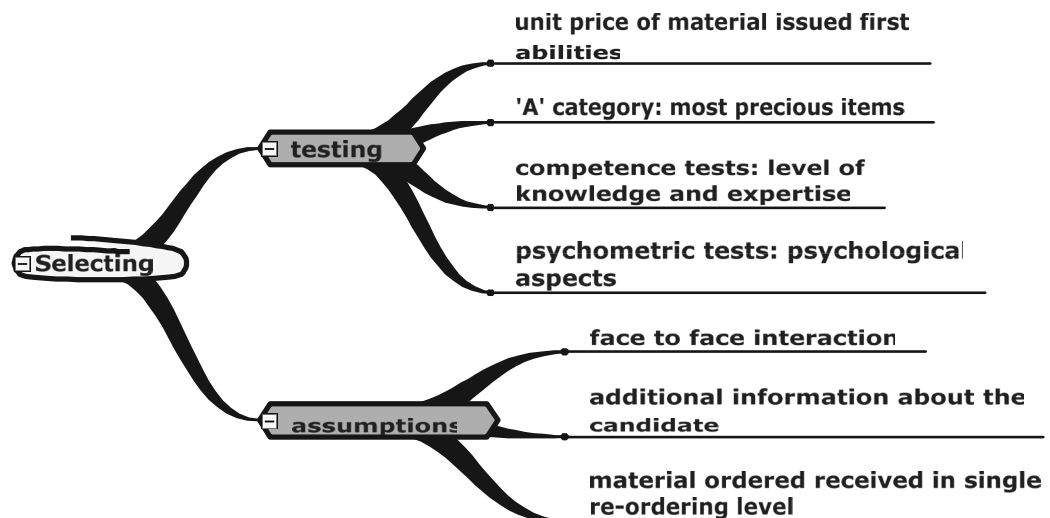 unit price of material issued first
abilities
'A' category: most precious items
testing
competence tests: level of
knowledge and expertise
psychometric tests: psychological
aspects
Selecting
face to face interaction
additional information about the
candidate
assumptions
material ordered received in single
re-ordering level